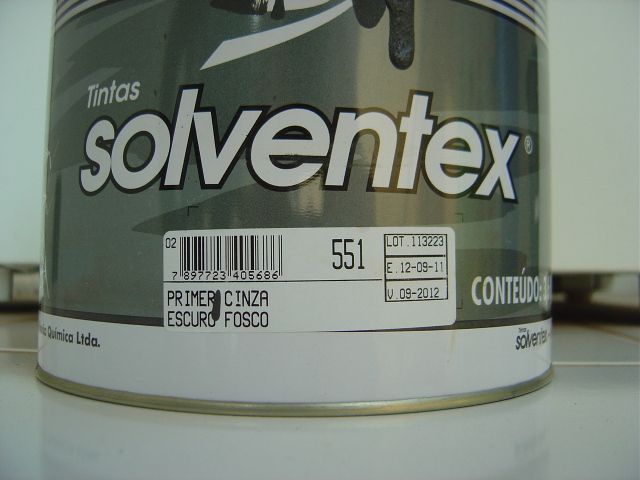 Tintas
solventex®
02
551
7 897723 405686
PRIMER CINZA
ESCURO FOSCO
LOT.113223
E.12-09-11
V.09-2012
CONTEÚDO:
Química Ltda.
Tintas
solventex